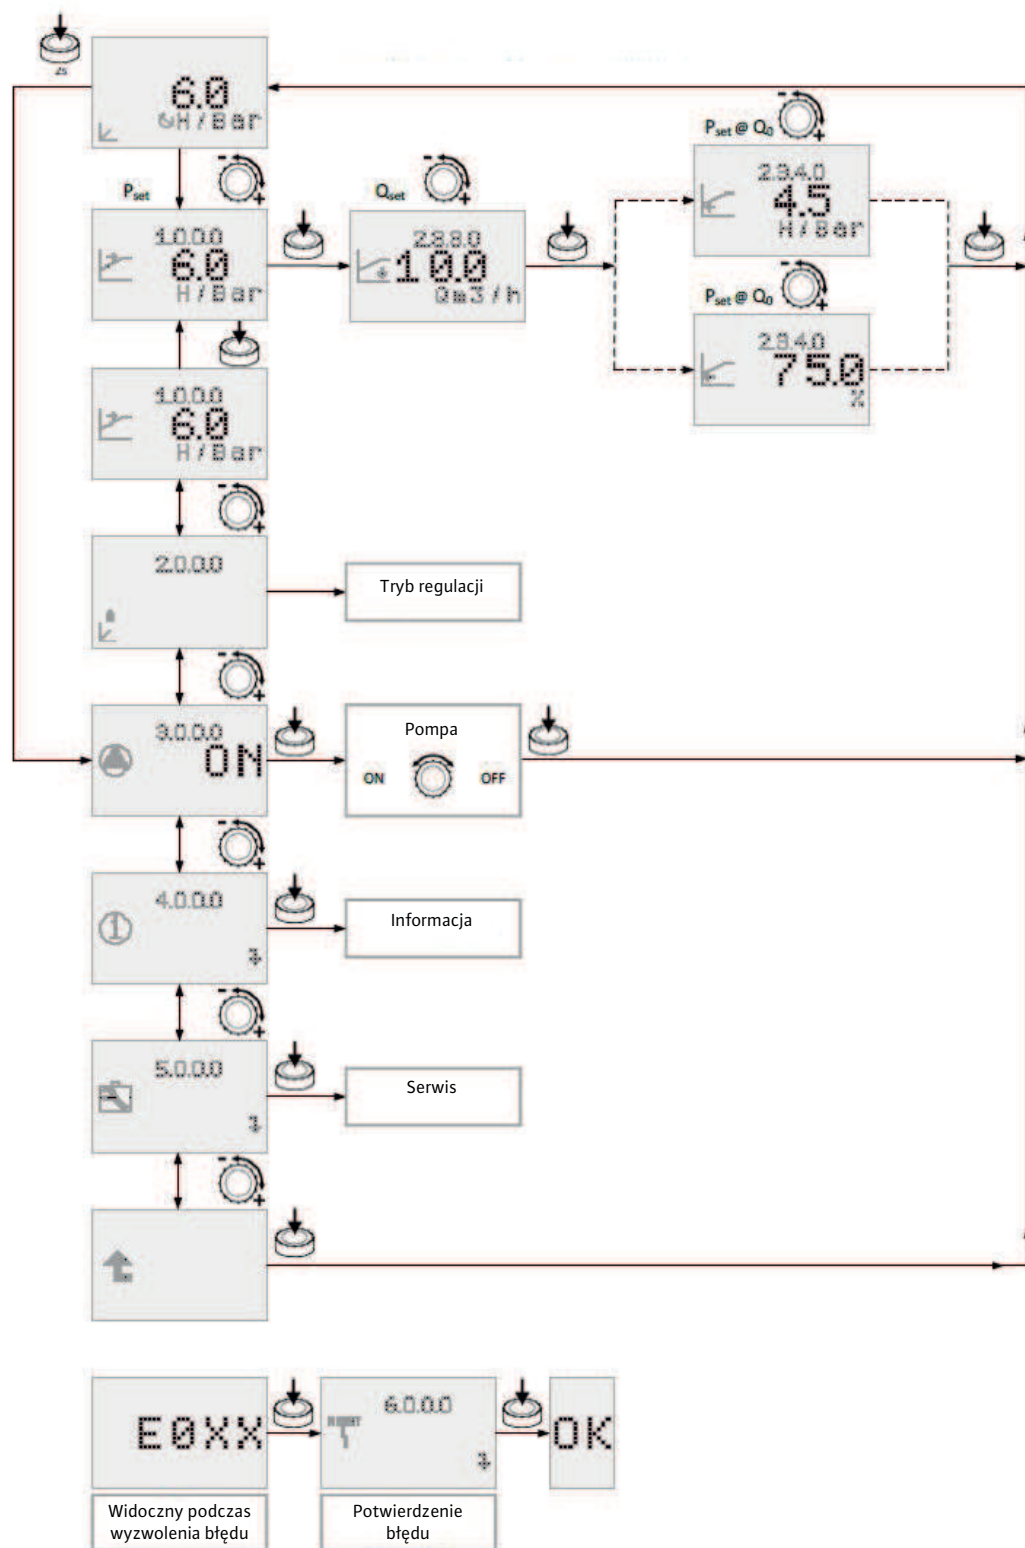 2s
6.0
H/Bar
Pset @ Q0
Pset
Qset
2.3.4.0
4.5
H/Bar
1.0.0.0
6.0
H/Bar
2.3.3.0
10.0
Qm3/h
Pset @ Q0
2.3.4.0
75.0
%
1.0.0.0
6.0
H/Bar
2.0.0.0
Tryb regulacji
3.0.0.0
ON
Pompa
ON
OFF
4.0.0.0
Informacja
5.0.0.0
Serwis
E0XX
6.0.0.0
RESET
OK
Widoczny podczas
wyzwolenia błędu
Potwierdzenie
błędu